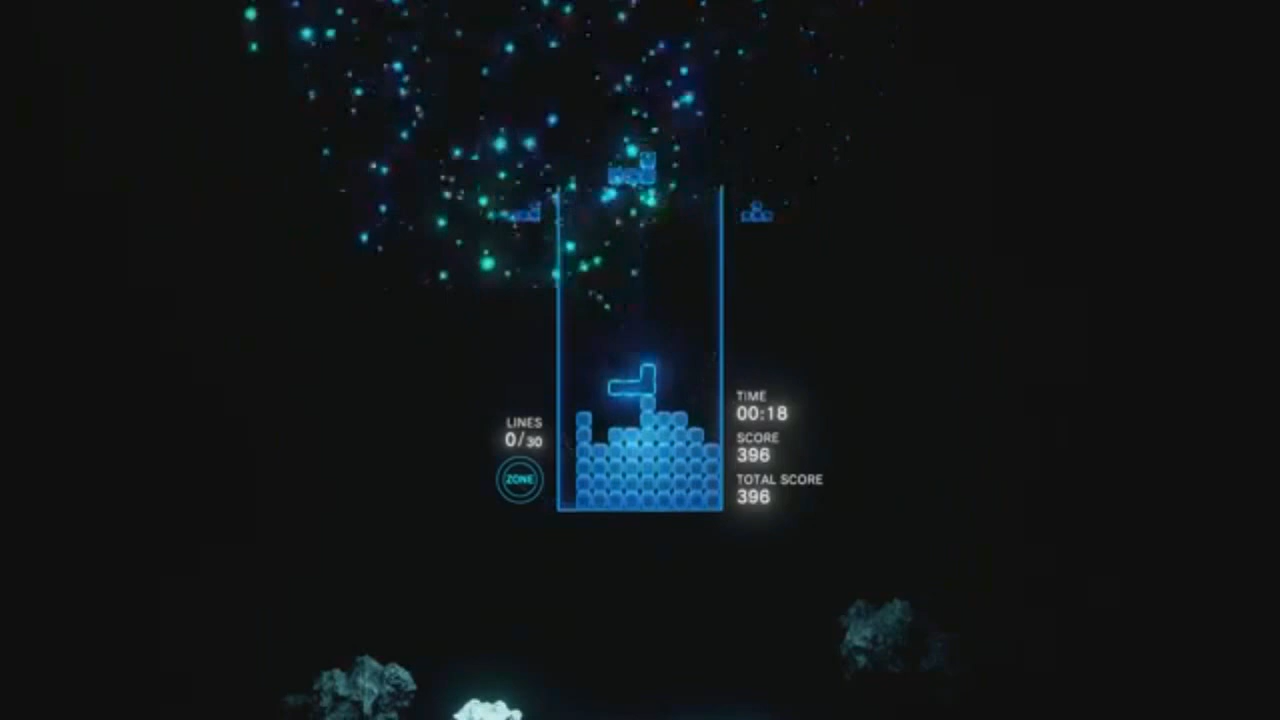 LINES
0/30
ZONE
TIME
00:18
SCORE
396
TOTAL SCORE
396